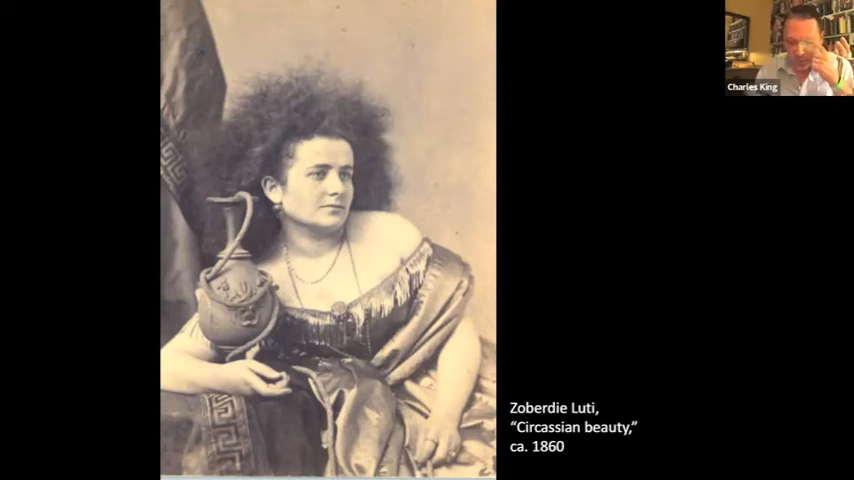 Charles King
Zoberdie Luti,
“Circassian beauty,”
ca. 1860